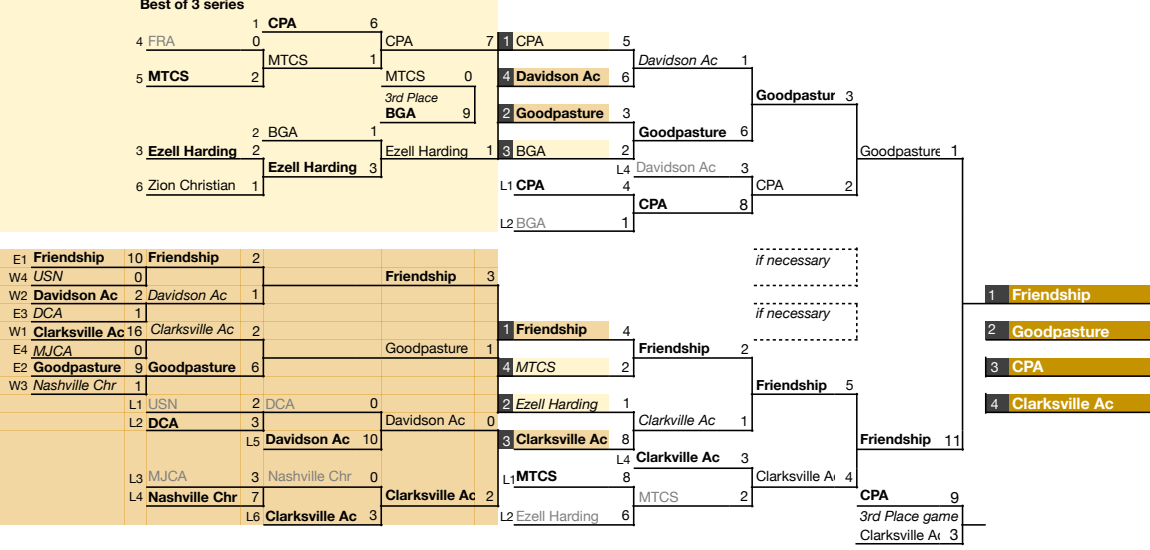 Best of 3 series
1 CPA 6
4 FRA 0 CPA 7 1 CPA 5
MTCS 1 Davidson Ac 1
5 MTCS 2 MTCS 0 4 Davidson Ac 6
3rd Place Goodpastur 3
BGA 9 2 Goodpasture 3
2 BGA 1 Goodpasture 6
3 Ezell Harding 2 Ezell Harding 1 3 BGA 2 Goodpasture 1
Ezell Harding 3 L4 Davidson Ac 3
6 Zion Christian 1 L1 CPA 4 CPA 2
CPA 8
L2 BGA 1
E1 Friendship 10 Friendship 2 if necessary
W4 USN 0 Friendship 3
W2 Davidson Ac 2 Davidson Ac 1 1 Friendship
E3 DCA 1 if necessary
W1 Clarksville Ac 16 Clarksville Ac 2 1 Friendship 4 2 Goodpasture
E4 MJCA 0 Goodpasture 1 Friendship 2
E2 Goodpasture 9 Goodpasture 6 4 MTCS 2 3 CPA
W3 Nashville Chr 1 Friendship 5
L1 USN 2 DCA 0 2 Ezell Harding 1 4 Clarksville Ac
L2 DCA 3 Davidson Ac 0 Clarkville Ac 1
L5 Davidson Ac 10 3 Clarksville Ac 8 Friendship 11
L4 Clarkville Ac 3
L3 MJCA 3 Nashville Chr 0 L1 MTCS 8 Clarksville A 4
L4 Nashville Chr 7 Clarksville Ac 2 MTCS 2 CPA 9
L6 Clarksville Ac 3 L2 Ezell Harding 6 3rd Place game
Clarksville Ac 3